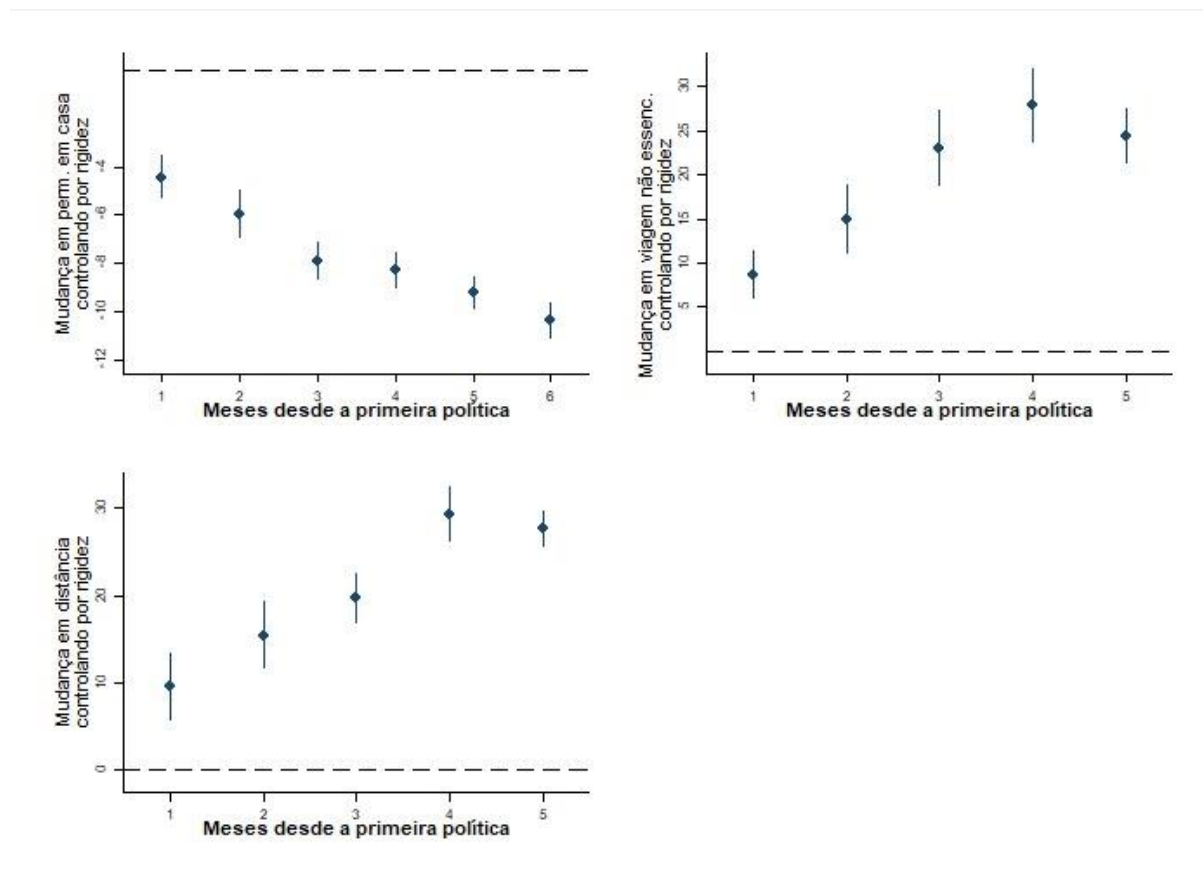 Mudança em perm. em casa
controlando por rigidez
-4
-6
-8
-10
-12
1 2 3 4 5 6
Meses desde a primeira política
Mudança em viagem não essenc.
controlando por rigidez
30
25
20
15
10
5
1 2 3 4 5
Meses desde a primeira política
Mudança em distância
controlando por rigidez
30
20
10
0
1 2 3 4 5
Meses desde a primeira política